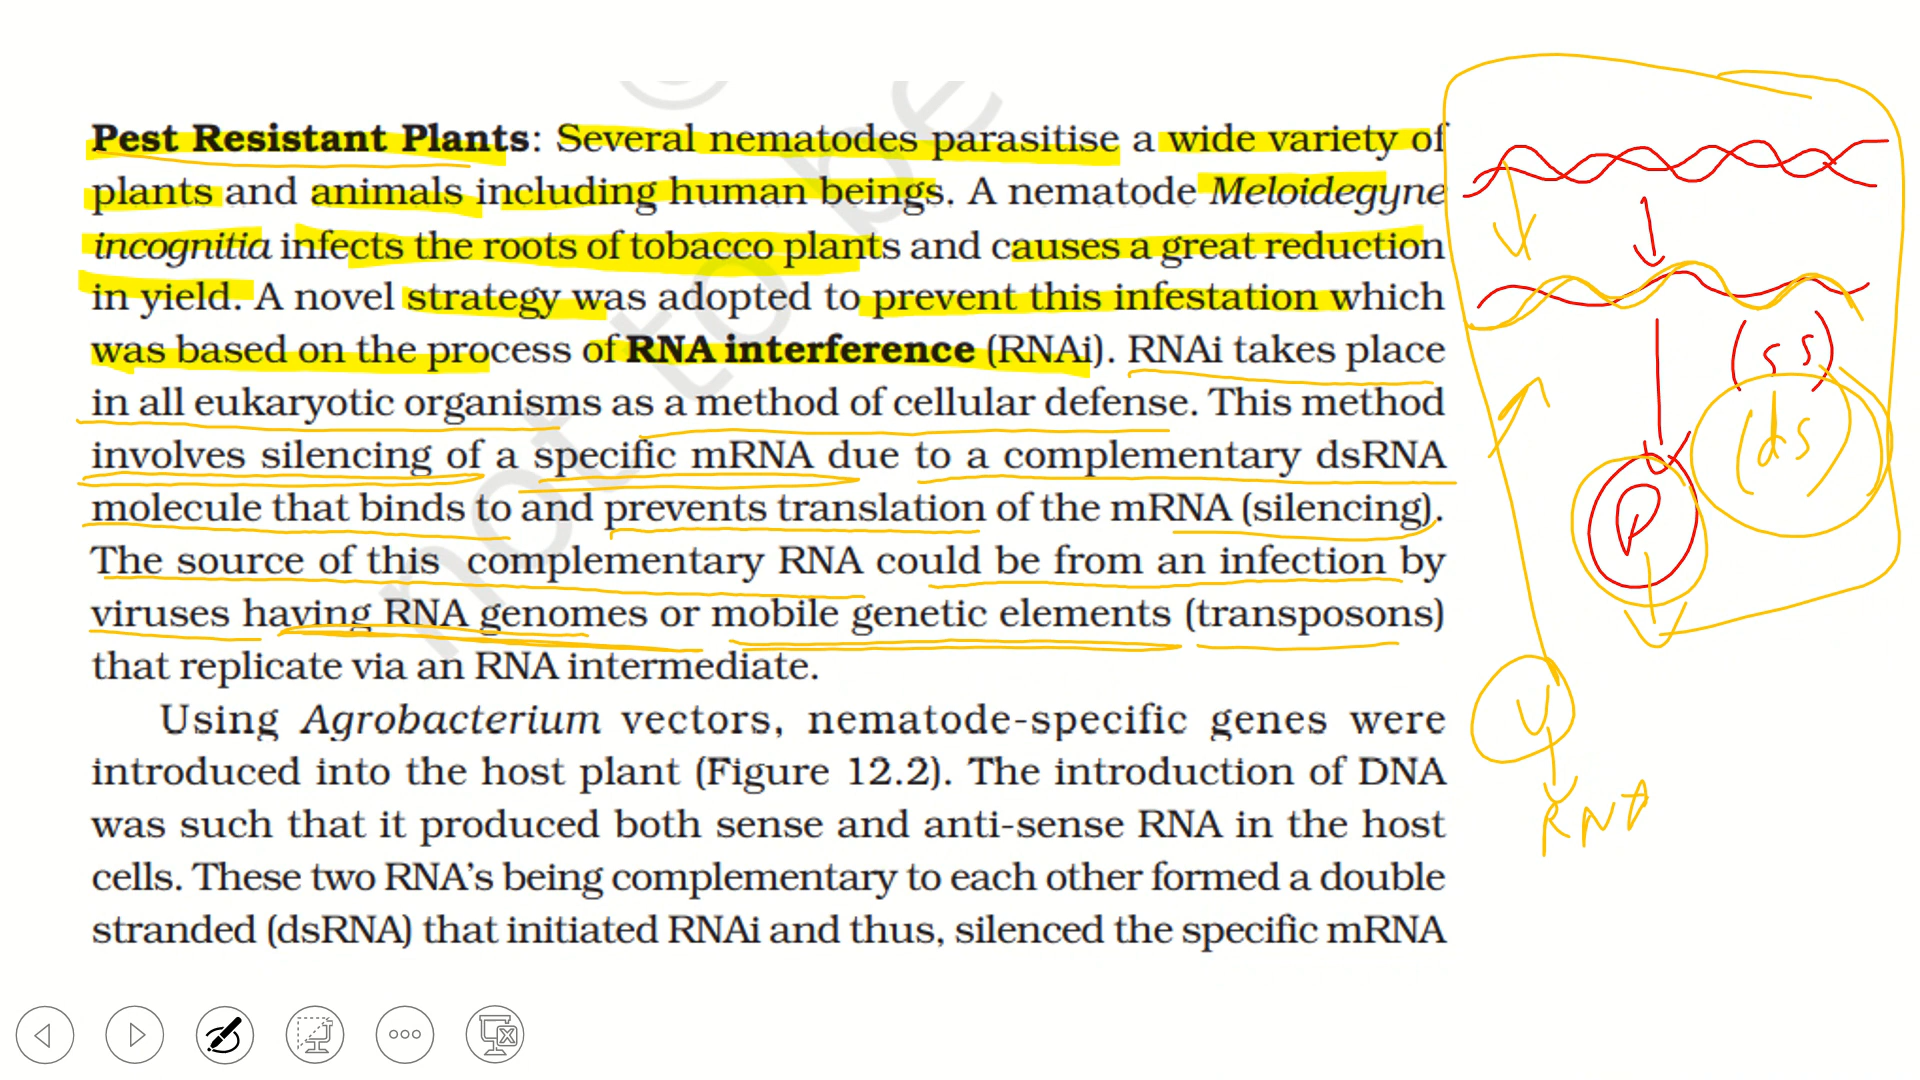 Pest Resistant Plants: Several nematodes parasitise a wide variety of
plants and animals including human beings. A nematode Meloidegyne
incognitia infects the roots of tobacco plants and causes a great reduction
in yield. A novel strategy was adopted to prevent this infestation which
was based on the process of RNA interference (RNAi). RNAi takes place
in all eukaryotic organisms as a method of cellular defense. This method
involves silencing of a specific mRNA due to a complementary dsRNA
molecule that binds to and prevents translation of the mRNA (silencing).
The source of this complementary RNA could be from an infection by
viruses having RNA genomes or mobile genetic elements (transposons)
that replicate via an RNA intermediate.
Using Agrobacterium vectors, nematode-specific genes were
introduced into the host plant (Figure 12.2). The introduction of DNA
was such that it produced both sense and anti-sense RNA in the host
cells. These two RNA's being complementary to each other formed a double
stranded (dsRNA) that initiated RNAi and thus, silenced the specific mRNA
not to be
(ss)
(ds)
P
V
RNA